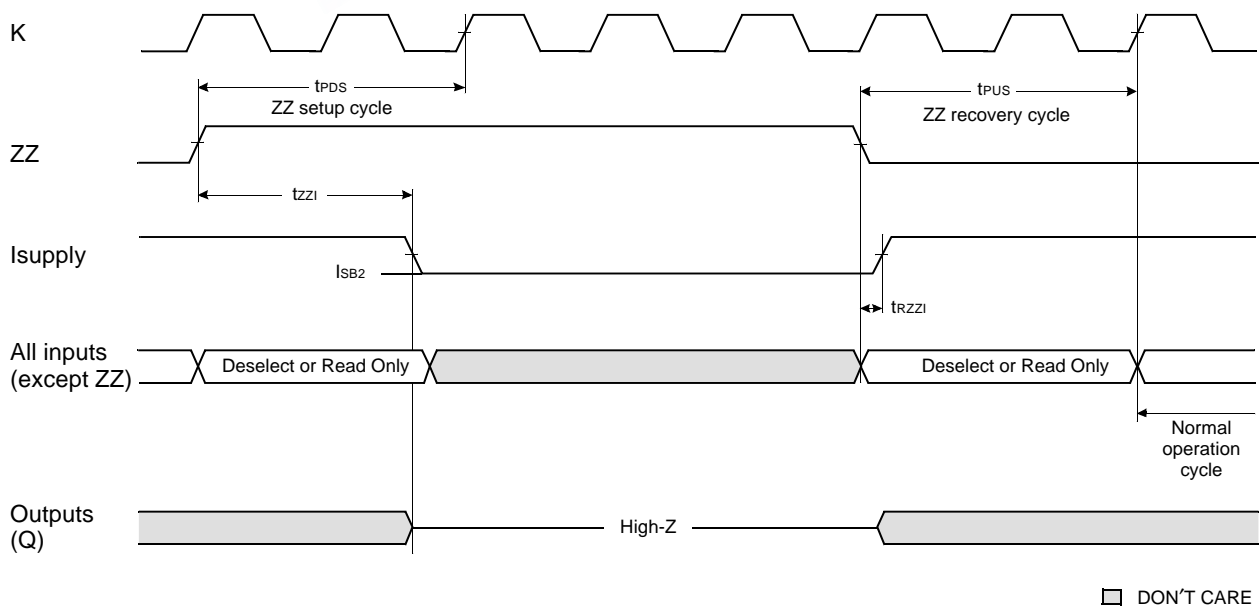 K
tPDS
ZZ setup cycle
tPUS
ZZ recovery cycle
ZZ
tZZI
Isupply
ISB2
tRZZI
All inputs
(except ZZ)
Deselect or Read Only
Deselect or Read Only
Normal
operation
cycle
Outputs
(Q)
High-Z
DON′T CARE